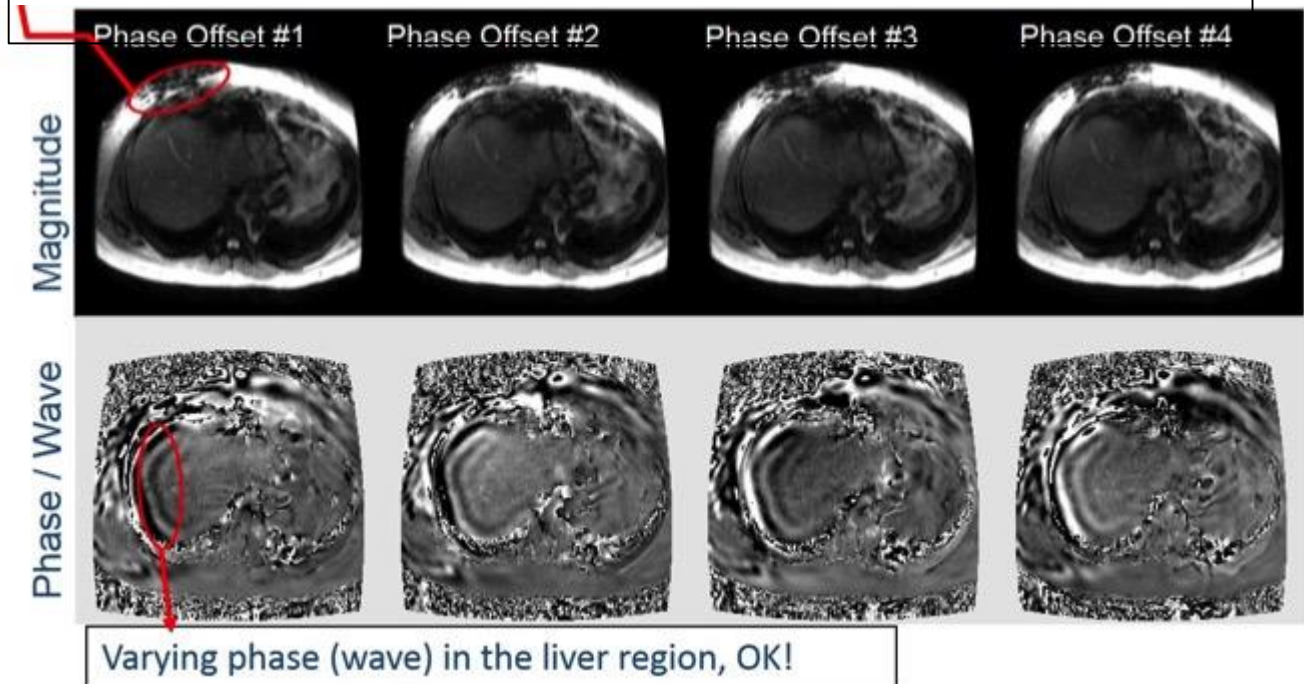 Phase Offset #1 Phase Offset #2 Phase Offset #3 Phase Offset #4
Magnitude
Phase / Wave
Varying phase (wave) in the liver region, OK!